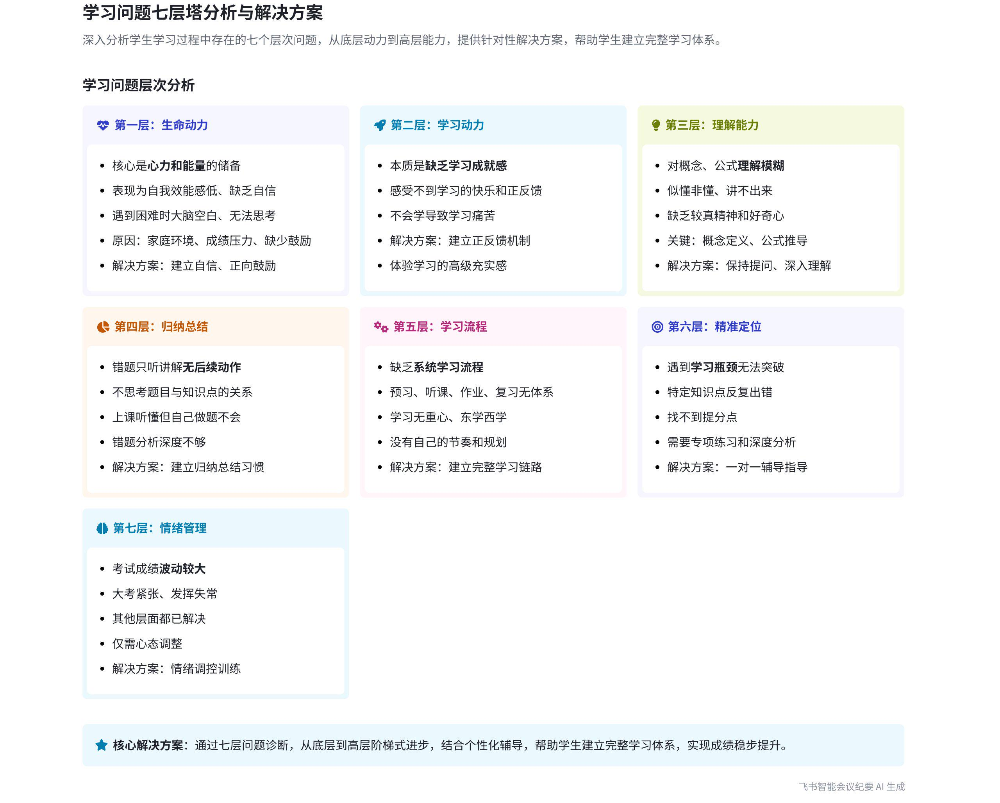 学习问题七层塔分析与解决方案
深入分析学生学习过程中存在的七个层次问题，从底层动力到高层能力，提供针对性解决方案，帮助学生建立完整学习体系。
学习问题层次分析
第一层：生命动力
• 核心是心力和能量的储备
• 表现为自我效能感低、缺乏自信
• 遇到困难时大脑空白、无法思考
• 原因：家庭环境、成绩压力、缺少鼓励
• 解决方案：建立自信、正向鼓励
第二层：学习动力
• 本质是缺乏学习成就感
• 感受不到学习的快乐和正反馈
• 不会学导致学习痛苦
• 解决方案：建立正反馈机制
• 体验学习的高级充实感
第三层：理解能力
• 对概念、公式理解模糊
• 似懂非懂、讲不出来
• 缺乏较真精神和好奇心
• 关键：概念定义、公式推导
• 解决方案：保持提问、深入理解
第四层：归纳总结
• 错题只听讲解无后续动作
• 不思考题目与知识点的关系
• 上课听懂但自己做题不会
• 错题分析深度不够
• 解决方案：建立归纳总结习惯
第五层：学习流程
• 缺乏系统学习流程
• 预习、听课、作业、复习无体系
• 学习无重心、东学西学
• 没有自己的节奏和规划
• 解决方案：建立完整学习链路
第六层：精准定位
• 遇到学习瓶颈无法突破
• 特定知识点反复出错
• 找不到提分点
• 需要专项练习和深度分析
• 解决方案：一对一辅导指导
第七层：情绪管理
• 考试成绩波动较大
• 大考紧张、发挥失常
• 其他层面都已解决
• 仅需心态调整
• 解决方案：情绪调控训练
核心解决方案：通过七层问题诊断，从底层到高层阶梯式进步，结合个性化辅导，帮助学生建立完整学习体系，实现成绩稳步提升。
飞书智能会议纪要 AI 生成